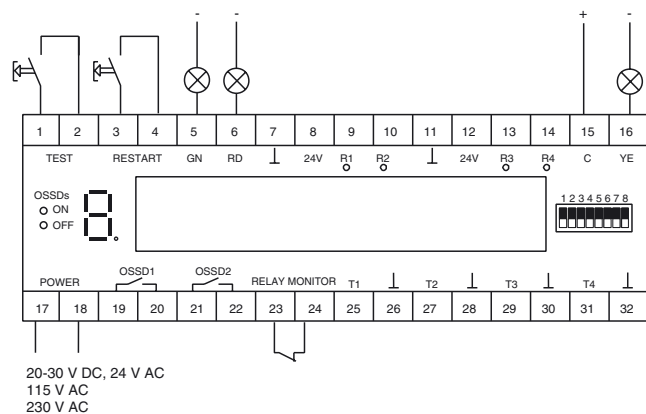 - - + -
1 2 3 4 5 6 7 8 9 10 11 12 13 14 15 16
TEST RESTART GN RD ⊥ 24V R1 R2 ⊥ 24V R3 R4 C YE
OSSDs
ON
OFF
8.
1 2 3 4 5 6 7 8
OSSD1 OSSD2
POWER RELAY MONITOR T1 ⊥ T2 ⊥ T3 ⊥ T4 ⊥
17 18 19 20 21 22 23 24 25 26 27 28 29 30 31 32
20-30 V DC, 24 V AC
115 V AC
230 V AC